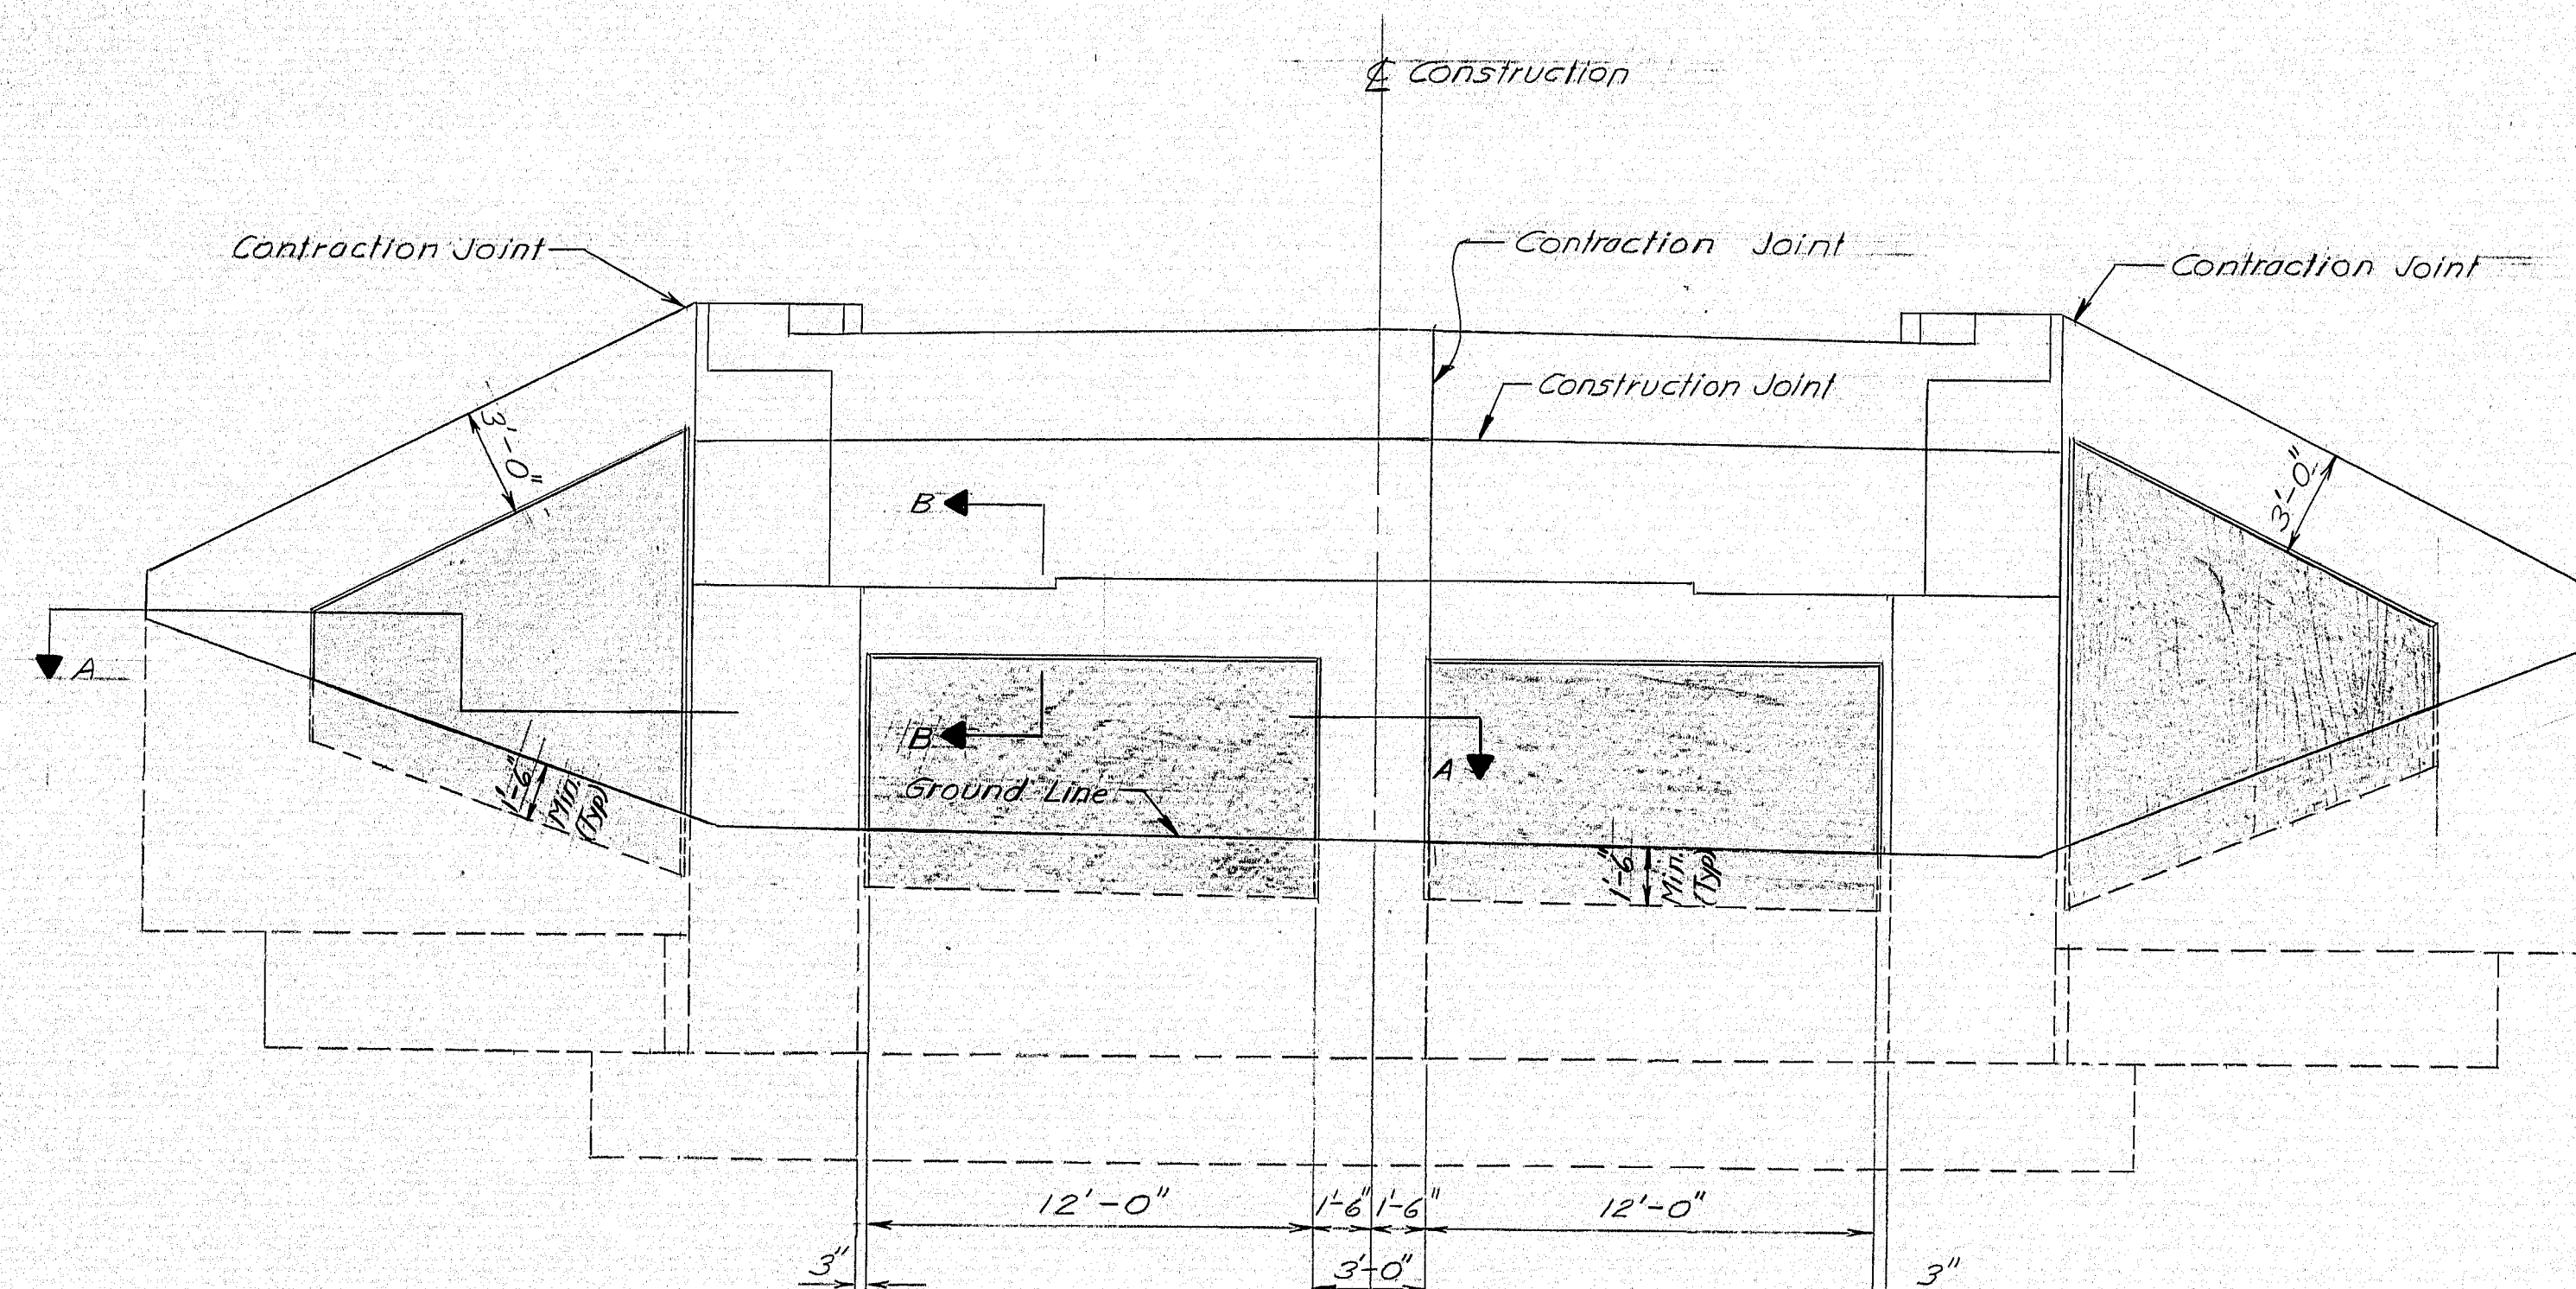 ℄ Construction
Contraction Joint
Contraction Joint
Contraction Joint
Construction Joint
3'-0"
3'-0"
B
A
B
A
Ground Line
1'-6"
Min.
(Typ)
1'-6"
Min.
(Typ)
12'-0"
1'-6"
1'-6"
12'-0"
3"
3'-0"
3"